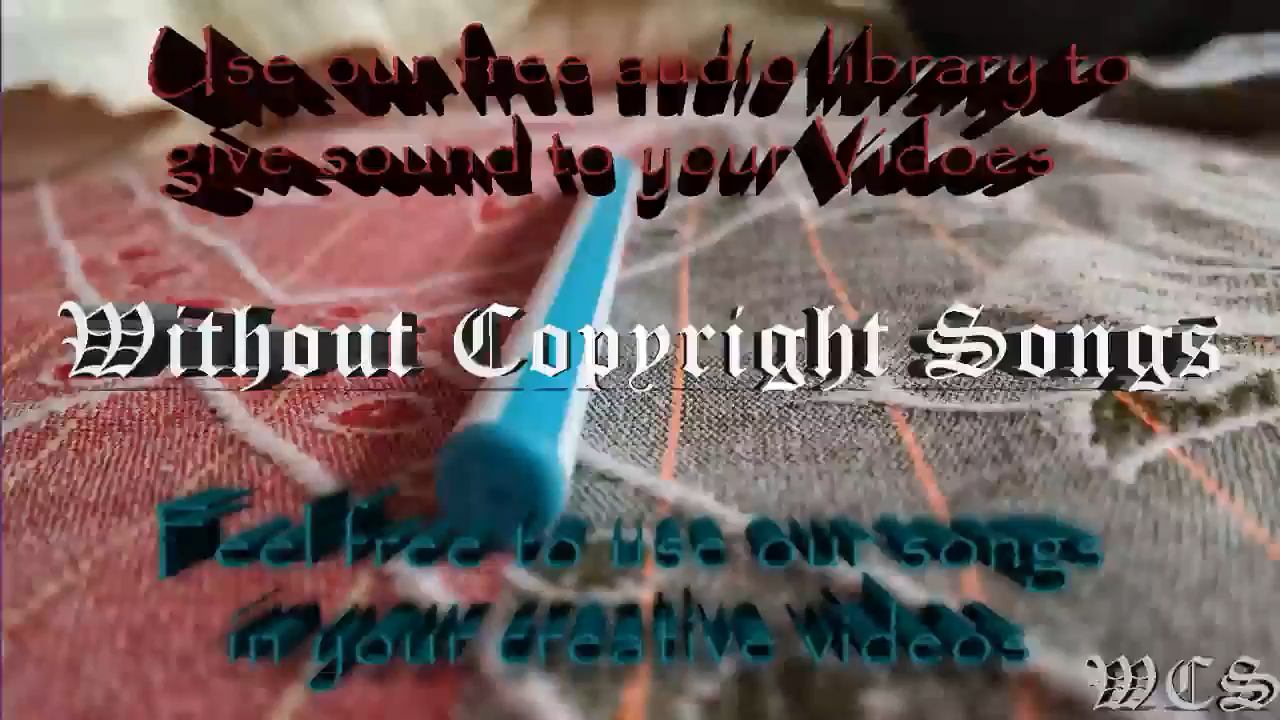 Use our free audio library to
give sound to your Vidoes
Without Copyright Songs
Feel free to use our songs
in your creative videos
WCS